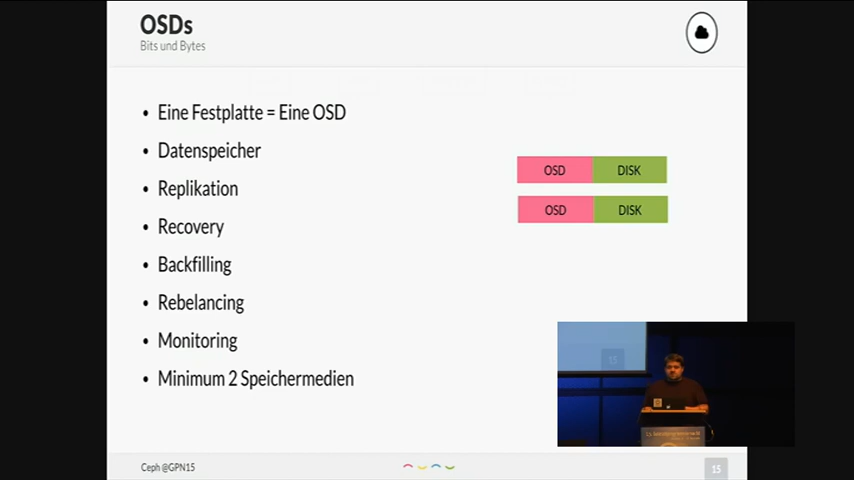 OSDs
Bits und Bytes
• Eine Festplatte = Eine OSD
• Datenspeicher
• Replikation
• Recovery
• Backfilling
• Rebelancing
• Monitoring
• Minimum 2 Speichermedien
OSD DISK
OSD DISK
15
Ceph @GPN15
15